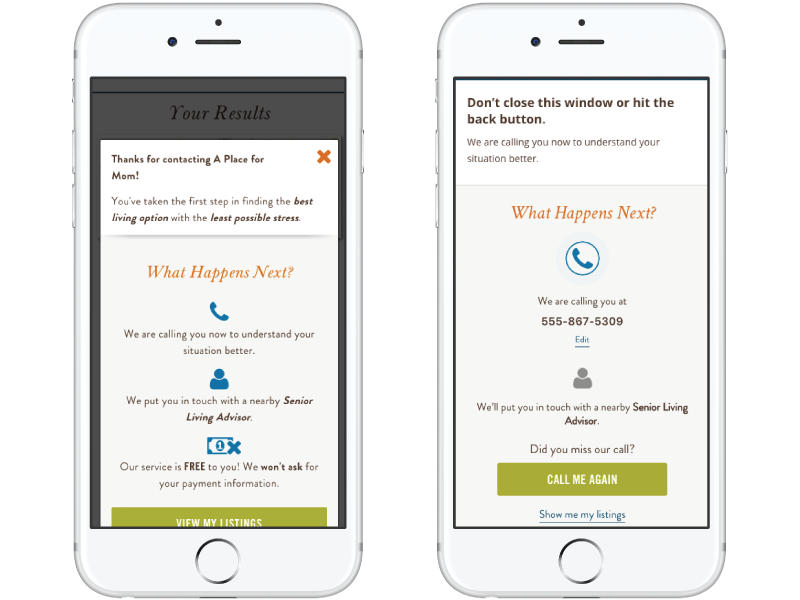 Your Results
Thanks for contacting A Place for
Mom!
You've taken the first step in finding the best
living option with the least possible stress.
What Happens Next?
We are calling you now to understand your
situation better.
We put you in touch with a nearby Senior
Living Advisor.
1
Our service is FREE to you! We won't ask for
your payment information.
VIEW MY LISTINGS
Don't close this window or hit the
back button.
We are calling you now to understand your
situation better.
What Happens Next?
We are calling you at
555-867-5309
Edit
We'll put you in touch with a nearby Senior Living
Advisor.
Did you miss our call?
CALL ME AGAIN
Show me my listings